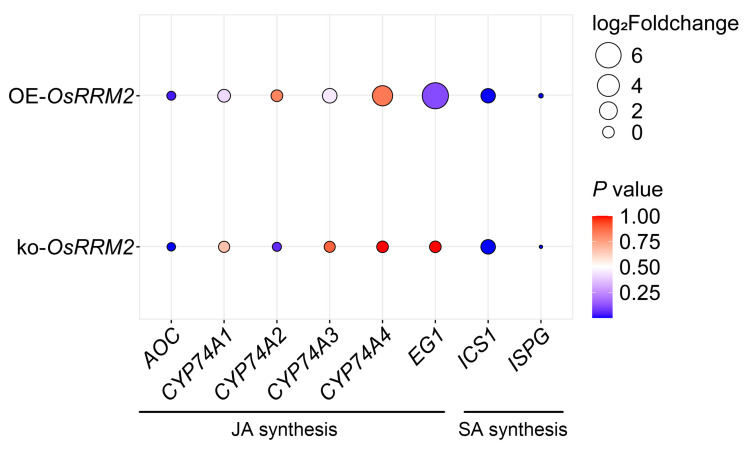 log₂Foldchange
6
4
2
0
P value
1.00
0.75
0.50
0.25
OE-OsRRM2
ko-OsRRM2
AOC
CYP74A1
CYP74A2
CYP74A3
CYP74A4
EG1
ICS1
ISPG
JA synthesis
SA synthesis